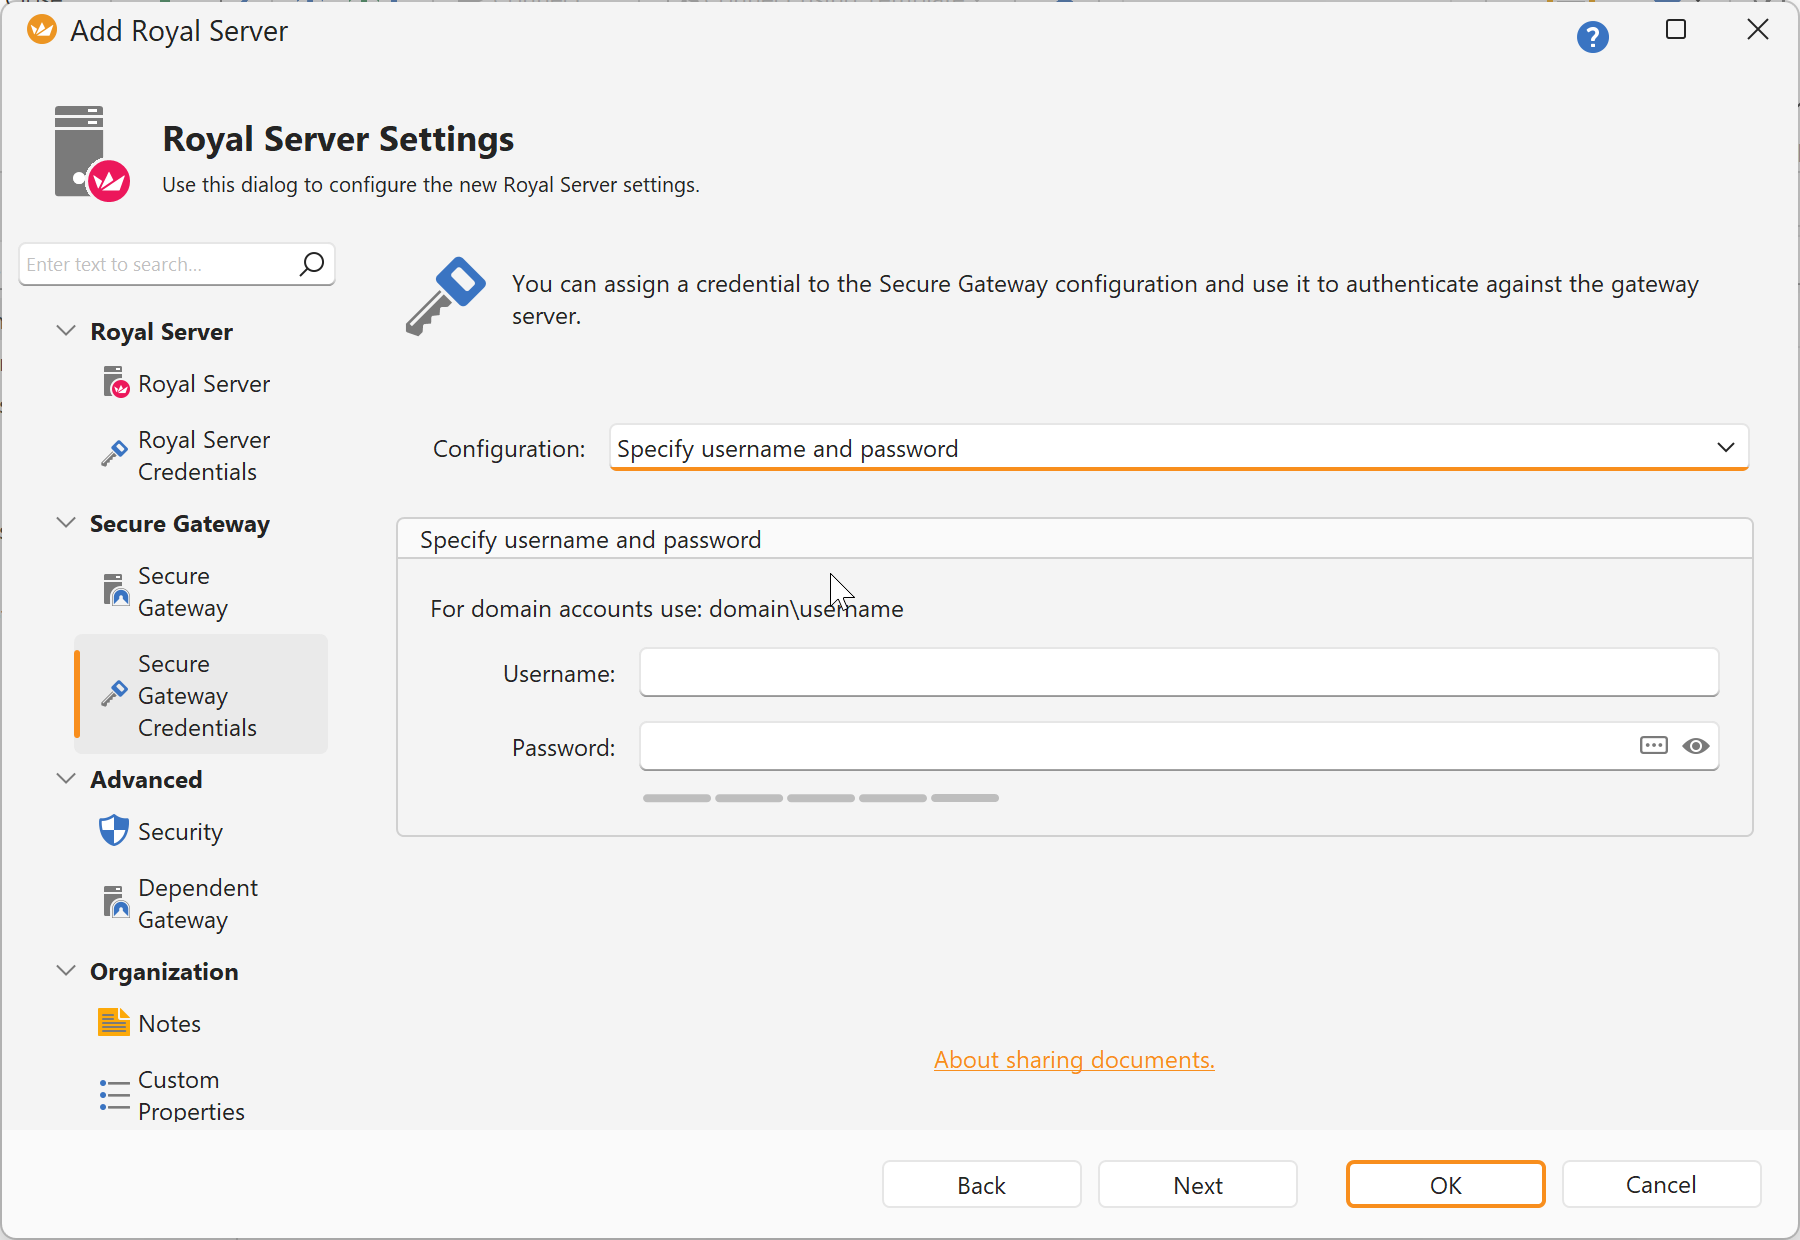 Add Royal Server
?
Royal Server Settings
Use this dialog to configure the new Royal Server settings.
Enter text to search...
Royal Server
Royal Server
Royal Server
Credentials
Secure Gateway
Secure
Gateway
Secure
Gateway
Credentials
Advanced
Security
Dependent
Gateway
Organization
Notes
Custom
Properties
You can assign a credential to the Secure Gateway configuration and use it to authenticate against the gateway
server.
Configuration: Specify username and password
Specify username and password
For domain accounts use: domain\username
Username:
Password:
About sharing documents.
Back Next OK Cancel